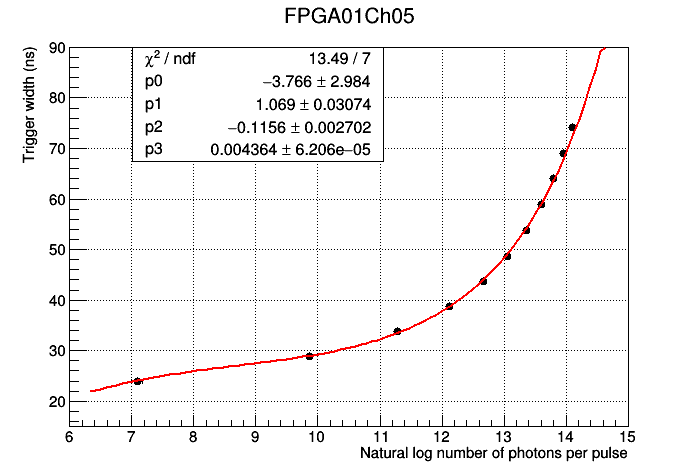 FPGA01Ch05
Trigger width (ns)
χ² / ndf 13.49 / 7
p0 −3.766 ± 2.984
p1 1.069 ± 0.03074
p2 −0.1156 ± 0.002702
p3 0.004364 ± 6.206e−05
90
80
70
60
50
40
30
20
6 7 8 9 10 11 12 13 14 15
Natural log number of photons per pulse